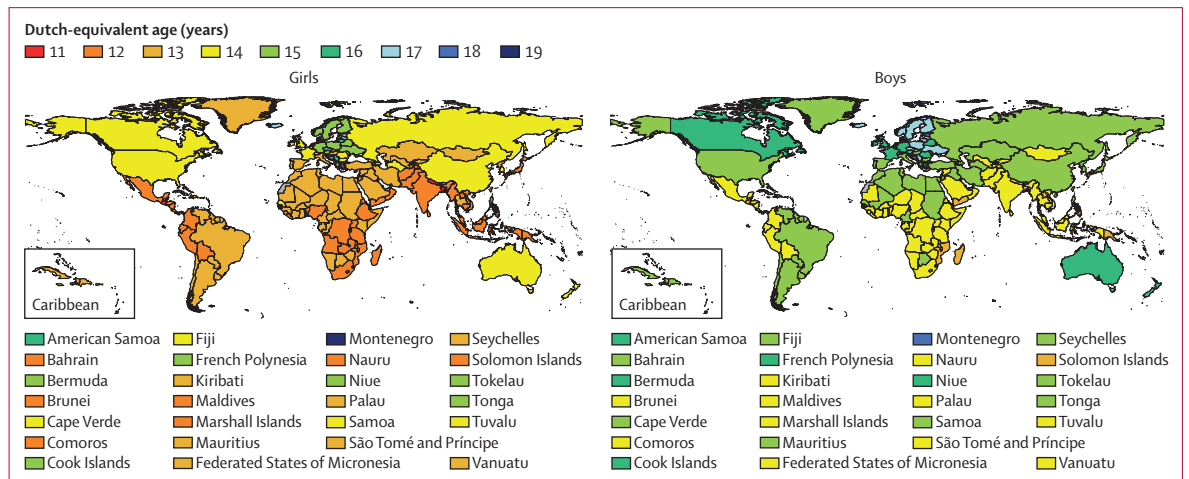 Dutch-equivalent age (years)
11 12 13 14 15 16 17 18 19
Girls Boys
Caribbean Caribbean
American Samoa Fiji Montenegro Seychelles American Samoa Fiji Montenegro Seychelles
Bahrain French Polynesia Nauru Solomon Islands Bahrain French Polynesia Nauru Solomon Islands
Bermuda Kiribati Niue Tokelau Bermuda Kiribati Niue Tokelau
Brunei Maldives Palau Tonga Brunei Maldives Palau Tonga
Cape Verde Marshall Islands Samoa Tuvalu Cape Verde Marshall Islands Samoa Tuvalu
Comoros Mauritius São Tomé and Príncipe Comoros Mauritius São Tomé and Príncipe
Cook Islands Federated States of Micronesia Vanuatu Cook Islands Federated States of Micronesia Vanuatu